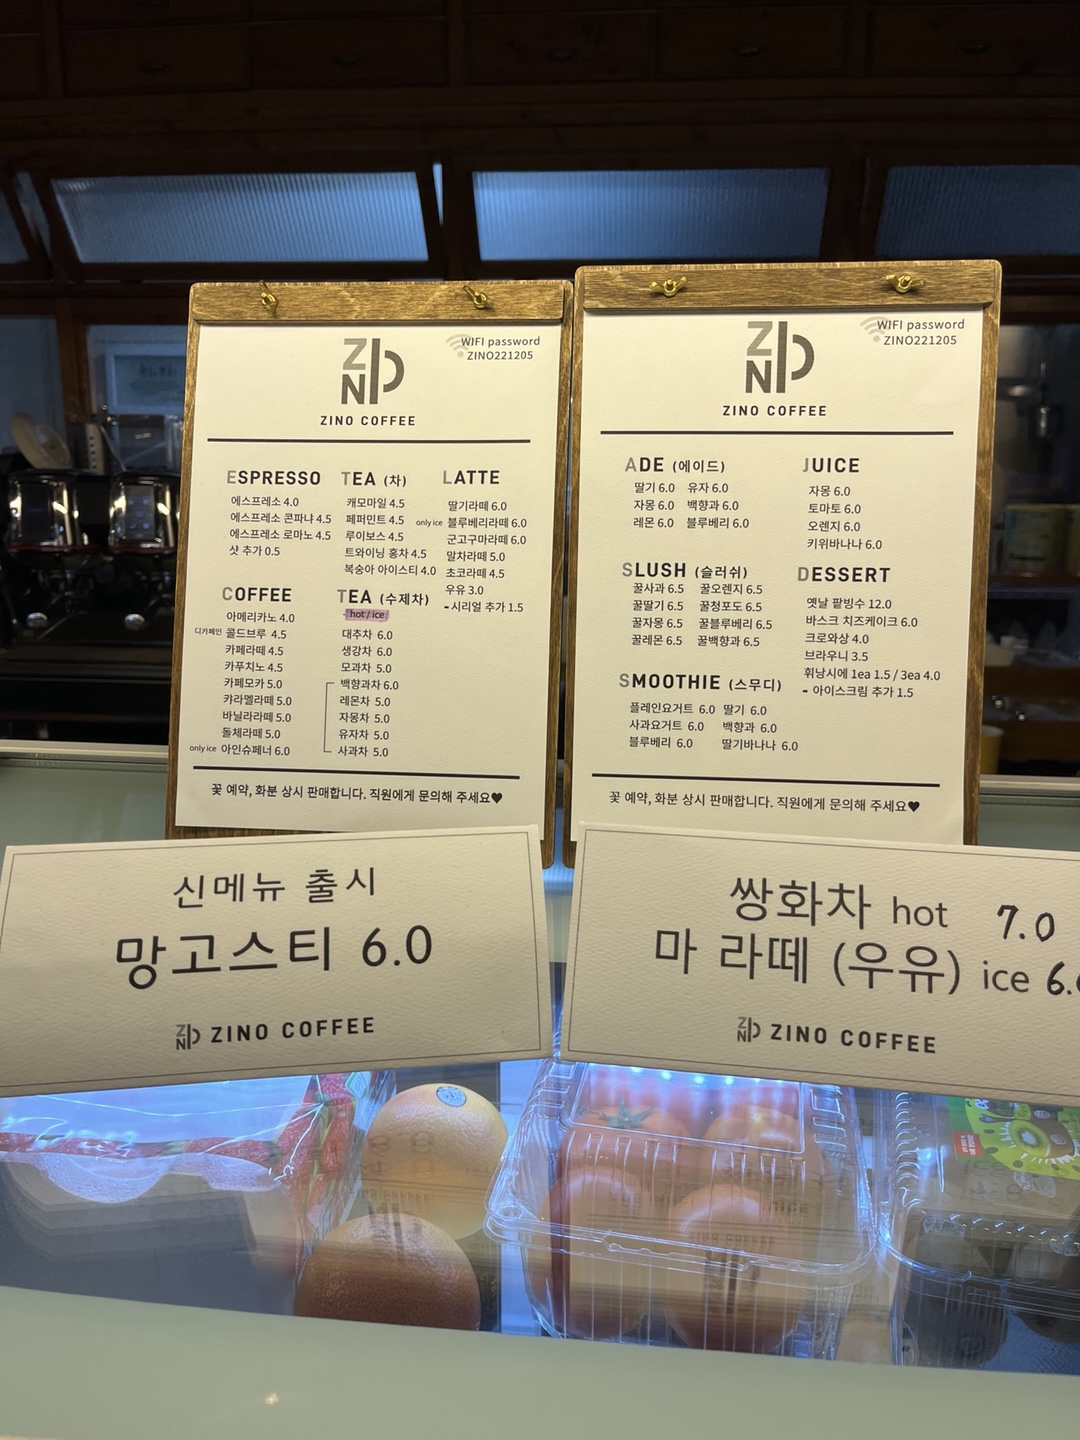 WIFI password
ZINO221205
ZINO COFFEE
ESPRESSO
에스프레소 4.0
에스프레소 콘파냐 4.5
에스프레소 로마노 4.5
샷 추가 0.5
COFFEE
아메리카노 4.0
디카페인 콜드브루 4.5
카페라떼 4.5
카푸치노 4.5
카페모카 5.0
캬라멜라떼 5.0
바닐라라떼 5.0
돌체라떼 5.0
only ice 아인슈페너 6.0
TEA (차)
캐모마일 4.5
페퍼민트 4.5
루이보스 4.5
트와이닝 홍차 4.5
복숭아 아이스티 4.0
TEA (수제차)
hot / ice
대추차 6.0
생강차 6.0
모과차 5.0
백향과차 6.0
레몬차 5.0
자몽차 5.0
유자차 5.0
사과차 5.0
LATTE
딸기라떼 6.0
only ice 블루베리라떼 6.0
군고구마라떼 6.0
말차라떼 5.0
초코라떼 4.5
우유 3.0
- 시리얼 추가 1.5
꽃 예약, 화분 상시 판매합니다. 직원에게 문의해 주세요♥
WIFI password
ZINO221205
ZINO COFFEE
ADE (에이드)
딸기 6.0 유자 6.0
자몽 6.0 백향과 6.0
레몬 6.0 블루베리 6.0
SLUSH (슬러쉬)
꿀사과 6.5 꿀오렌지 6.5
꿀딸기 6.5 꿀청포도 6.5
꿀자몽 6.5 꿀블루베리 6.5
꿀레몬 6.5 꿀백향과 6.5
SMOOTHIE (스무디)
플레인요거트 6.0 딸기 6.0
사과요거트 6.0 백향과 6.0
블루베리 6.0 딸기바나나 6.0
JUICE
자몽 6.0
토마토 6.0
오렌지 6.0
키위바나나 6.0
DESSERT
옛날 팥빙수 12.0
바스크 치즈케이크 6.0
크로와상 4.0
브라우니 3.5
휘낭시에 1ea 1.5 / 3ea 4.0
- 아이스크림 추가 1.5
꽃 예약, 화분 상시 판매합니다. 직원에게 문의해 주세요♥
신메뉴 출시
망고스티 6.0
ZINO COFFEE
쌍화차 hot 7.0
마 라떼 (우유) ice
ZINO COFFEE